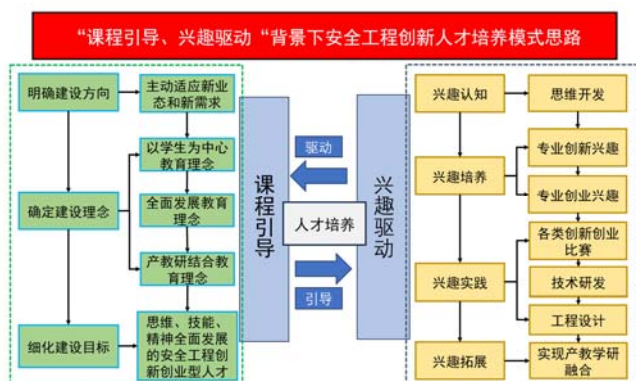 “课程引导、兴趣驱动“背景下安全工程创新人才培养模式思路
明确建设方向
主动适应新业
态和新需求
以学生为中心
教育理念
确定建设理念
全面发展教育
理念
产教研结合教
育理念
细化建设目标
思维、技能、
精神全面发展
的安全工程创
新创业型人才
课程引导
驱动
人才培养
引导
兴趣驱动
兴趣认知
思维开发
兴趣培养
专业创新兴趣
专业创业兴趣
兴趣实践
各类创新创业
比赛
技术研发
工程设计
兴趣拓展
实现产教学研
融合